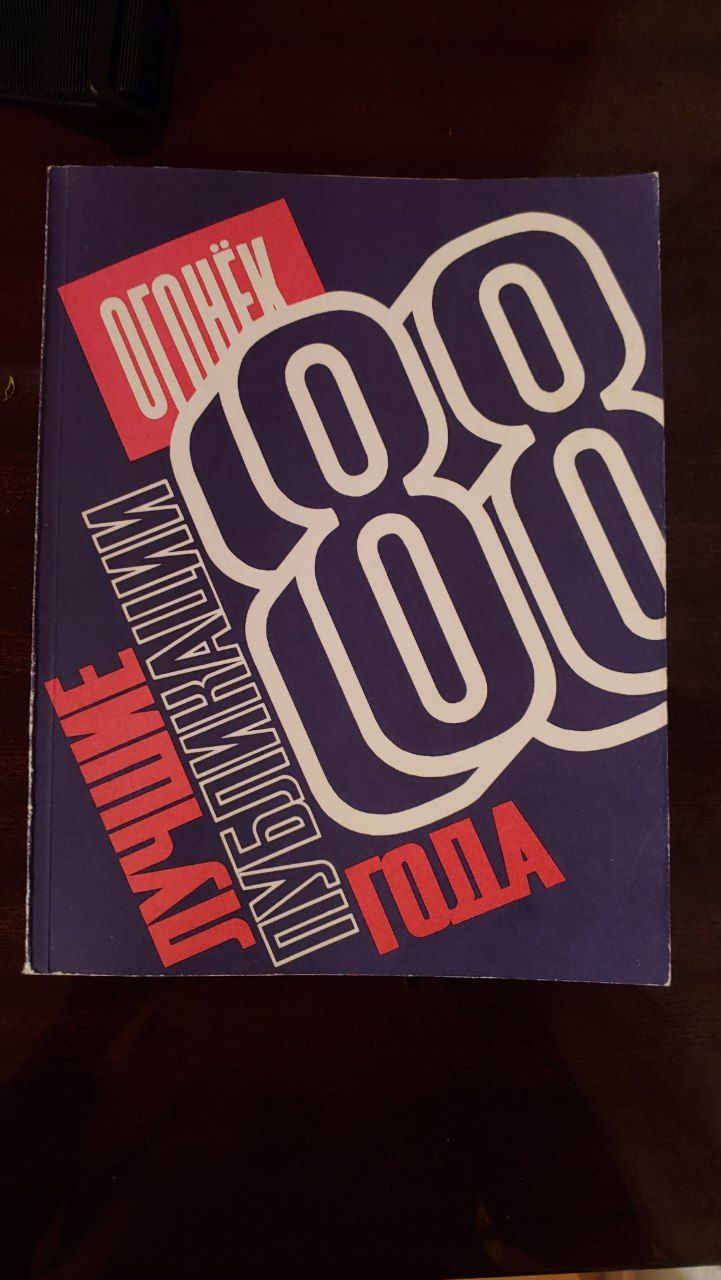 ОГОНЁК
88
ЛУЧШИЕ
ПУБЛИКАЦИИ
ГОДА